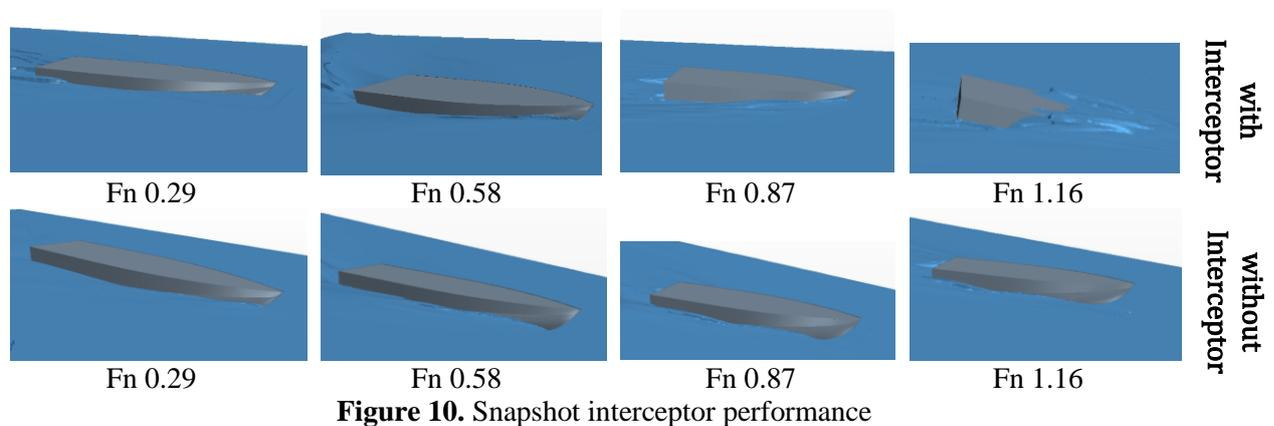 with
Interceptor
Fn 0.29 Fn 0.58 Fn 0.87 Fn 1.16
without
Interceptor
Fn 0.29 Fn 0.58 Fn 0.87 Fn 1.16
Figure 10. Snapshot interceptor performance